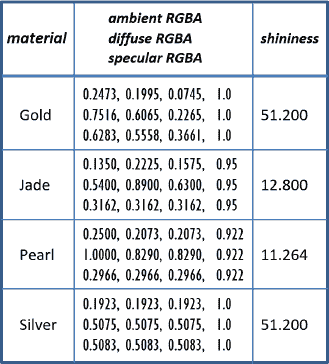 material
ambient RGBA
diffuse RGBA
specular RGBA
shininess
Gold
0.2473, 0.1995, 0.0745, 1.0
0.7516, 0.6065, 0.2265, 1.0
0.6283, 0.5558, 0.3661, 1.0
51.200
Jade
0.1350, 0.2225, 0.1575, 0.95
0.5400, 0.8900, 0.6300, 0.95
0.3162, 0.3162, 0.3162, 0.95
12.800
Pearl
0.2500, 0.2073, 0.2073, 0.922
1.0000, 0.8290, 0.8290, 0.922
0.2966, 0.2966, 0.2966, 0.922
11.264
Silver
0.1923, 0.1923, 0.1923, 1.0
0.5075, 0.5075, 0.5075, 1.0
0.5083, 0.5083, 0.5083, 1.0
51.200